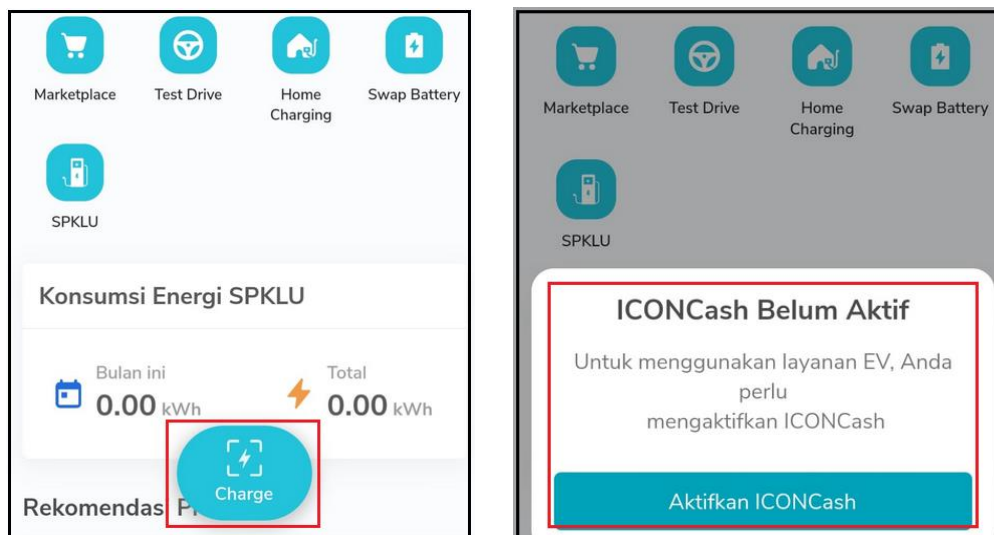 Marketplace
Test Drive
Home
Charging
Swap Battery
SPKLU
Konsumsi Energi SPKLU
Bulan ini
0.00 kWh
Total
0.00 kWh
Charge
Rekomendas
Marketplace
Test Drive
Home
Charging
Swap Battery
SPKLU
ICONCash Belum Aktif
Untuk menggunakan layanan EV, Anda
perlu
mengaktifkan ICONCash
Aktifkan ICONCash